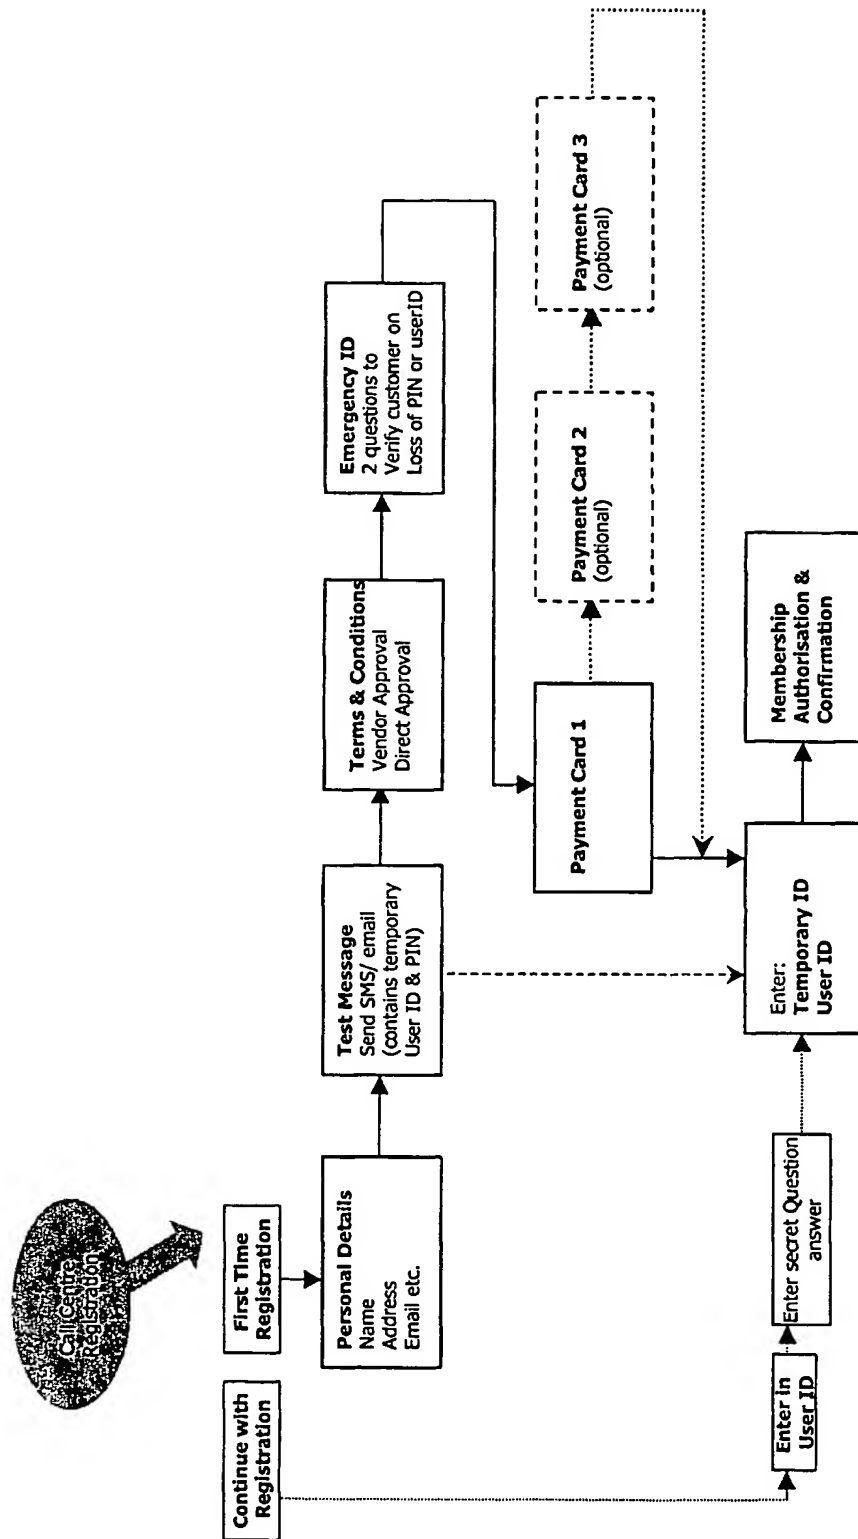 Call Centre
Registration
Continue with
Registration
First Time
Registration
Personal Details
Name
Address
Email etc.
Test Message
Send SMS/ email
(contains temporary
User ID & PIN)
Terms & Conditions
Vendor Approval
Direct Approval
Emergency ID
2 questions to
Verify customer on
Loss of PIN or userID
Payment Card 1
Payment Card 2
(optional)
Payment Card 3
(optional)
Enter in
User ID
Enter secret Question
answer
Enter:
Temporary ID
User ID
Membership
Authorisation &
Confirmation